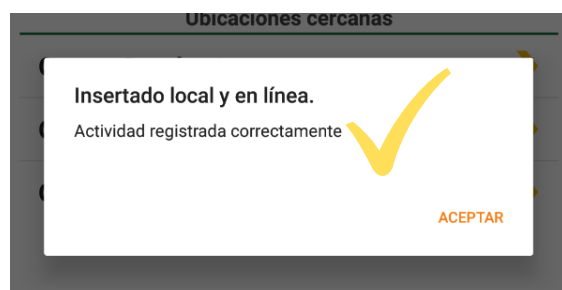 Ubicaciones cercanas
Insertado local y en línea.
Actividad registrada correctamente
ACEPTAR